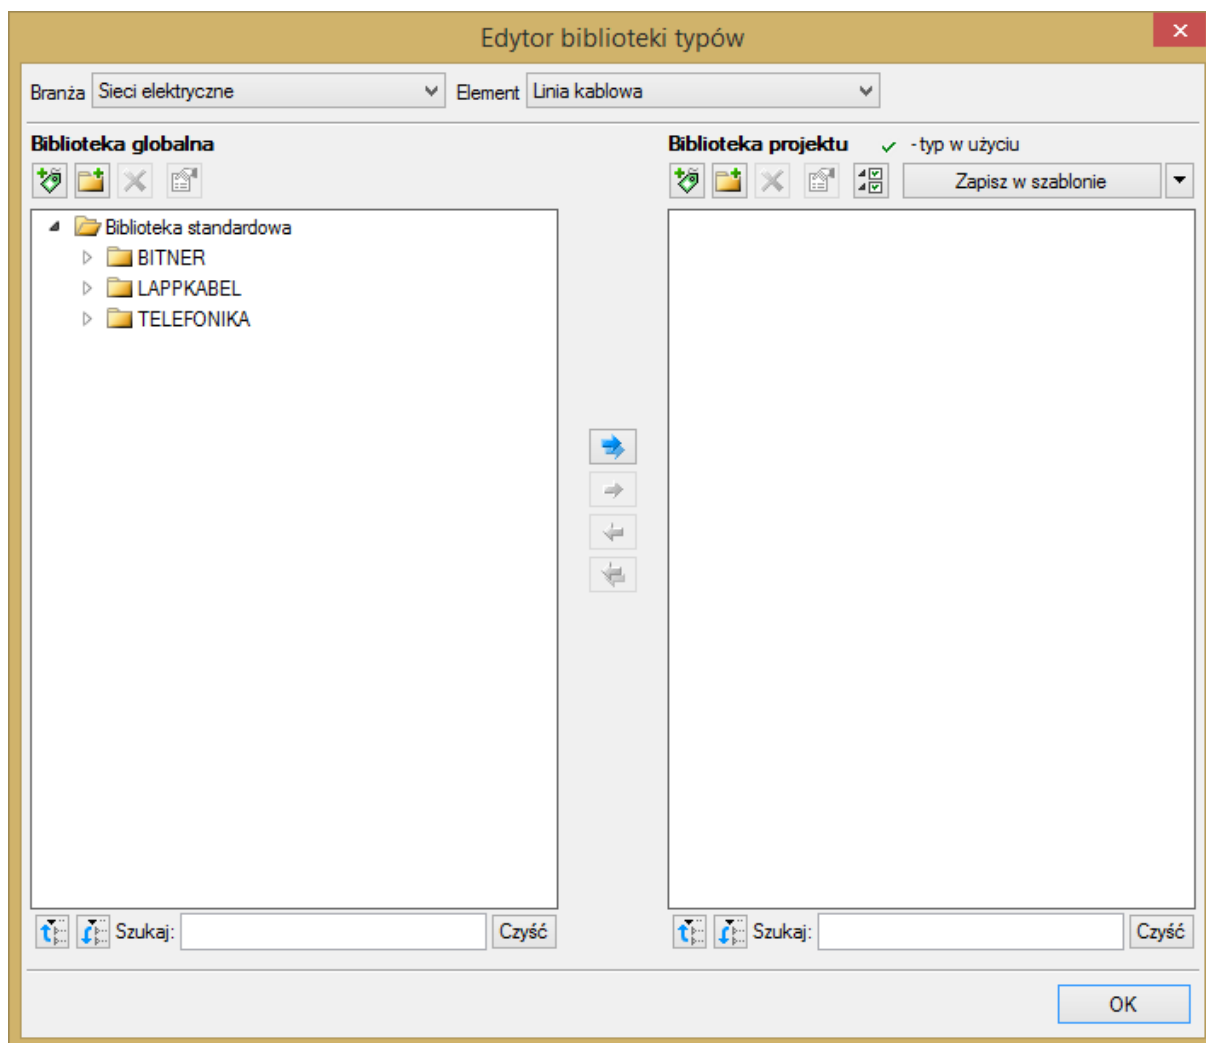 Edytor biblioteki typów
Branża Sieci elektryczne Element Linia kablowa
Biblioteka globalna
Biblioteka projektu - typ w użyciu
Zapisz w szablonie
Biblioteka standardowa
BITNER
LAPPKABEL
TELEFONIKA
Szukaj: Czyść
Szukaj: Czyść
OK